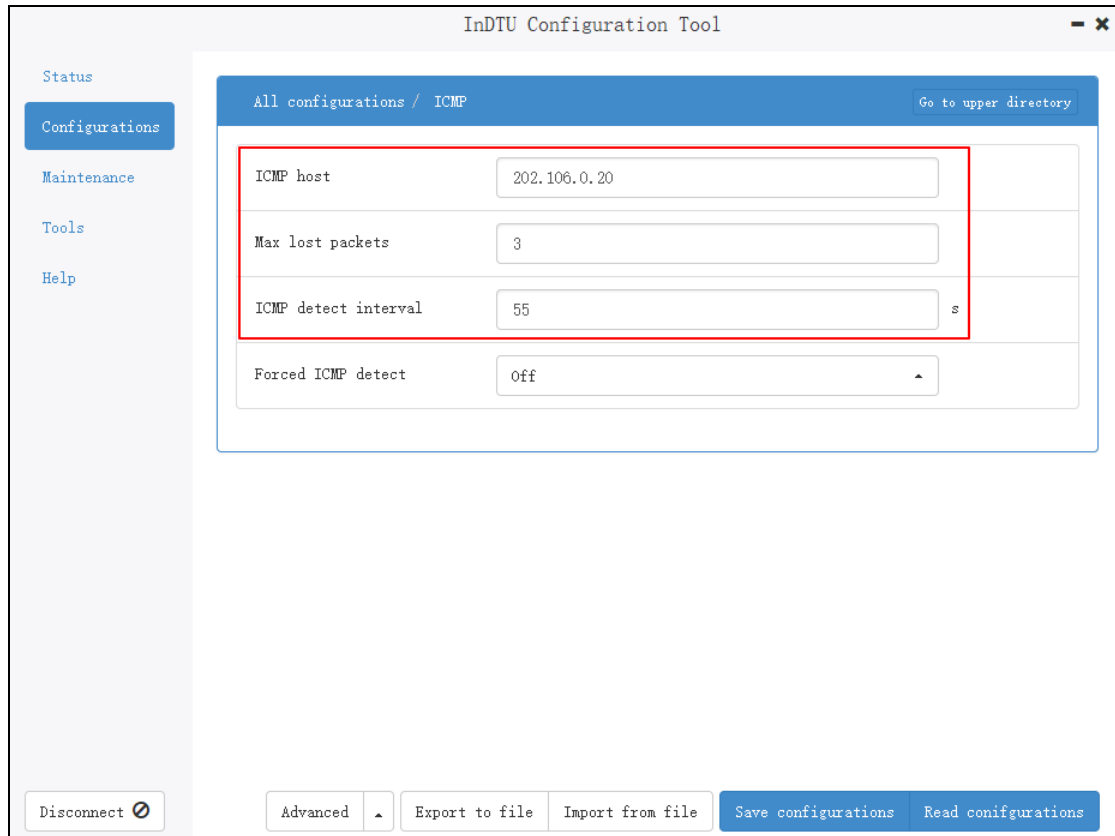 InDTU Configuration Tool
Status
Configurations
Maintenance
Tools
Help
All configurations / ICMP
Go to upper directory
ICMP host
202.106.0.20
Max lost packets
3
ICMP detect interval
55
s
Forced ICMP detect
Off
Disconnect
Advanced
Export to file
Import from file
Save configurations
Read conifgurations